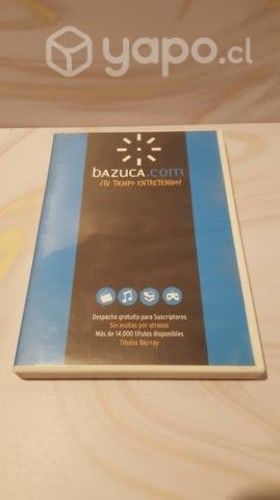 yapo.cl
bazuca.com
¡TU TIEMPO ENTRETENIDO!
Despacho gratuito para Suscriptores
Sin multas por atrasos
Más de 14.000 títulos disponibles
Títulos Blu-ray